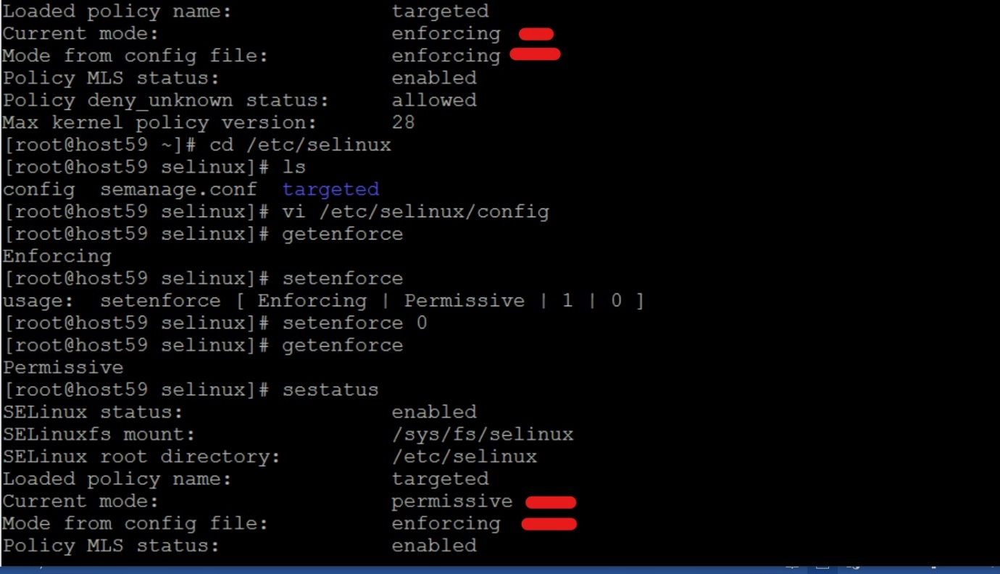 Loaded policy name:             targeted
Current mode:                   enforcing
Mode from config file:          enforcing
Policy MLS status:              enabled
Policy deny_unknown status:     allowed
Max kernel policy version:      28
[root@host59 ~]# cd /etc/selinux
[root@host59 selinux]# ls
config  semanage.conf  targeted
[root@host59 selinux]# vi /etc/selinux/config
[root@host59 selinux]# getenforce
Enforcing
[root@host59 selinux]# setenforce
usage:  setenforce [ Enforcing | Permissive | 1 | 0 ]
[root@host59 selinux]# setenforce 0
[root@host59 selinux]# getenforce
Permissive
[root@host59 selinux]# sestatus
SELinux status:                 enabled
SELinuxfs mount:                /sys/fs/selinux
SELinux root directory:         /etc/selinux
Loaded policy name:             targeted
Current mode:                   permissive
Mode from config file:          enforcing
Policy MLS status:              enabled